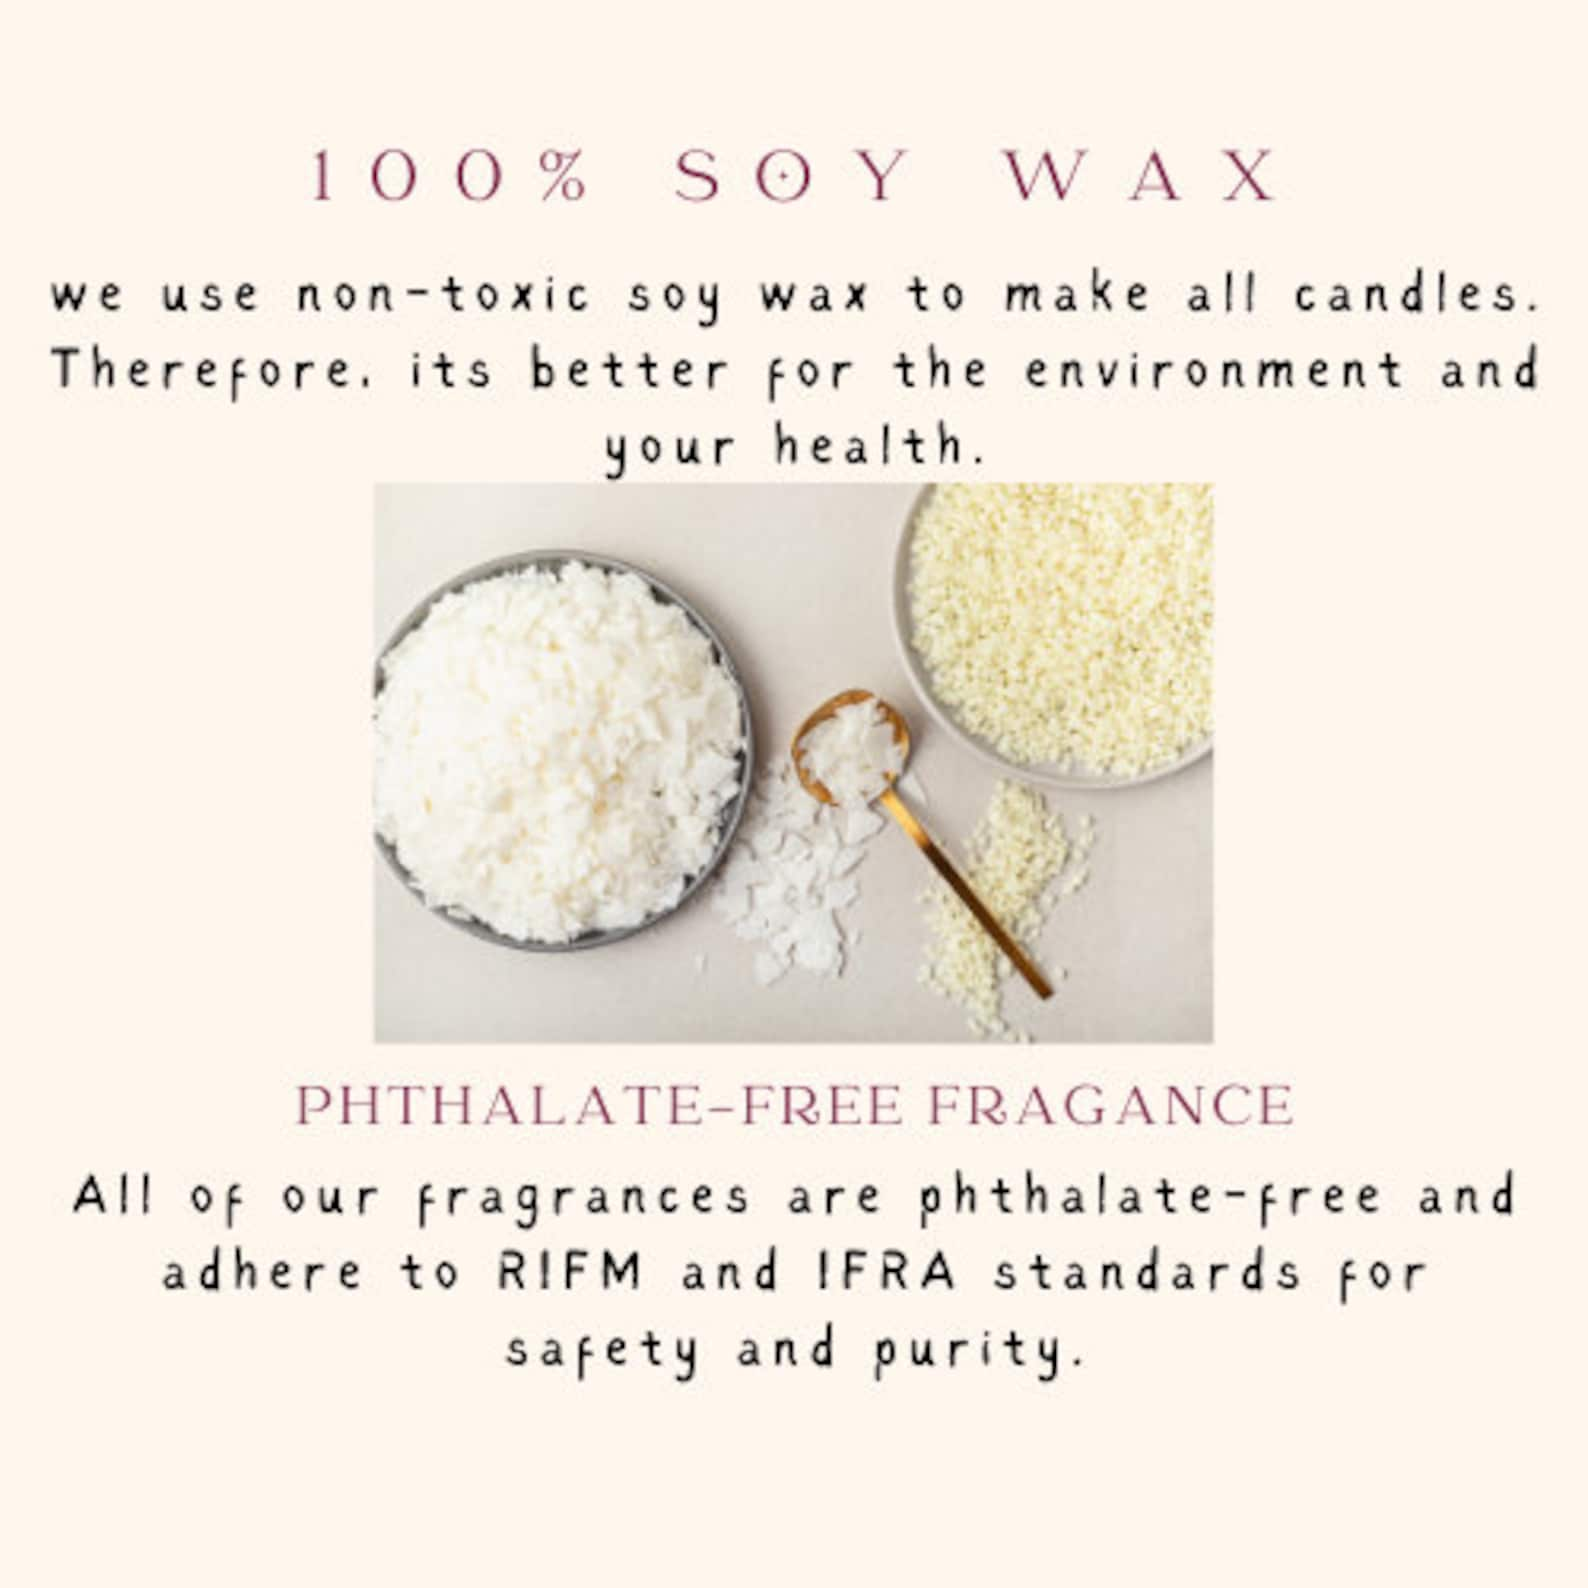 100% SOY WAX
we use non-toxic soy wax to make all candles.
Therefore, its better for the environment and
your health.
PHTHALATE-FREE FRAGANCE
All of our fragrances are phthalate-free and
adhere to RIFM and IFRA standards for
safety and purity.